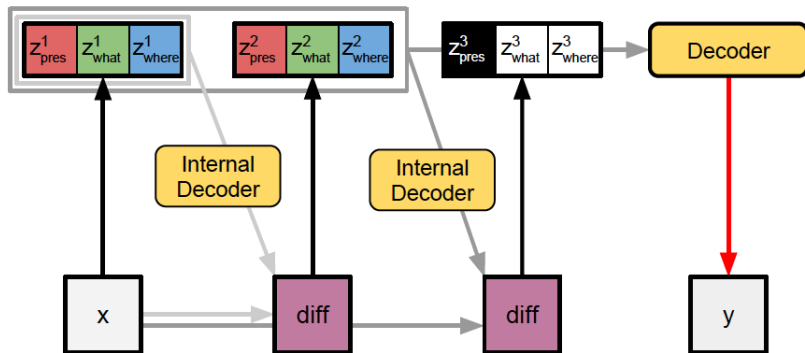 z¹pres z¹what z¹where z²pres z²what z²where z³pres z³what z³where Decoder
Internal Decoder
Internal Decoder
x diff diff y